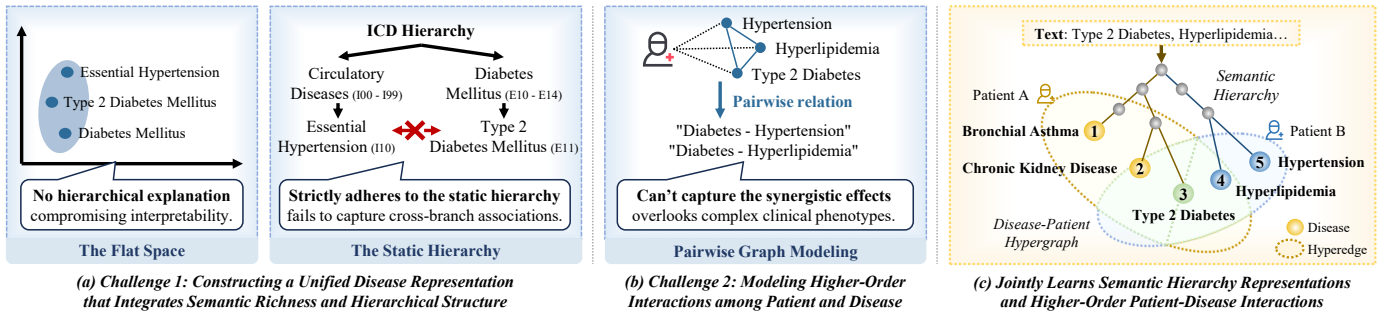 Essential Hypertension
Type 2 Diabetes Mellitus
Diabetes Mellitus
No hierarchical explanation
compromising interpretability.
The Flat Space
ICD Hierarchy
Circulatory
Diseases (I00 - I99)
Diabetes
Mellitus (E10 - E14)
Essential
Hypertension (I10)
Type 2
Diabetes Mellitus (E11)
Strictly adheres to the static hierarchy
fails to capture cross-branch associations.
The Static Hierarchy
(a) Challenge 1: Constructing a Unified Disease Representation
that Integrates Semantic Richness and Hierarchical Structure
Hypertension
Hyperlipidemia
Type 2 Diabetes
Pairwise relation
"Diabetes - Hypertension"
"Diabetes - Hyperlipidemia"
Can't capture the synergistic effects
overlooks complex clinical phenotypes.
Pairwise Graph Modeling
(b) Challenge 2: Modeling Higher-Order
Interactions among Patient and Disease
Text: Type 2 Diabetes, Hyperlipidemia…
Semantic
Hierarchy
Patient A
Patient B
Bronchial Asthma 1
Chronic Kidney Disease 2
3
Type 2 Diabetes
4
Hyperlipidemia
5
Hypertension
Disease-Patient
Hypergraph
Disease
Hyperedge
(c) Jointly Learns Semantic Hierarchy Representations
and Higher-Order Patient-Disease Interactions